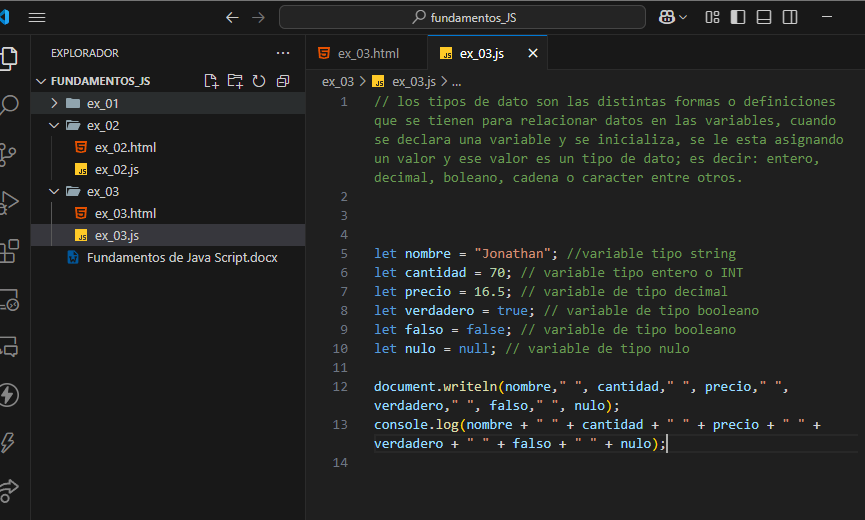 fundamentos_JS
EXPLORADOR
ex_03.html
ex_03.js
FUNDAMENTOS_JS
ex_03 > ex_03.js > ...
ex_01
ex_02
ex_02.html
ex_02.js
ex_03
ex_03.html
ex_03.js
Fundamentos de Java Script.docx
1 // los tipos de dato son las distintas formas o definiciones
que se tienen para relacionar datos en las variables, cuando
se declara una variable y se inicializa, se le esta asignando
un valor y ese valor es un tipo de dato; es decir: entero,
decimal, boleano, cadena o caracter entre otros.
2
3
4
5 let nombre = "Jonathan"; //variable tipo string
6 let cantidad = 70; // variable tipo entero o INT
7 let precio = 16.5; // variable de tipo decimal
8 let verdadero = true; // variable de tipo booleano
9 let falso = false; // variable de tipo booleano
10 let nulo = null; // variable de tipo nulo
11
12 document.writeln(nombre," ", cantidad," ", precio," ",
verdadero," ", falso," ", nulo);
13 console.log(nombre + " " + cantidad + " " + precio + " " +
verdadero + " " + falso + " " + nulo);
14